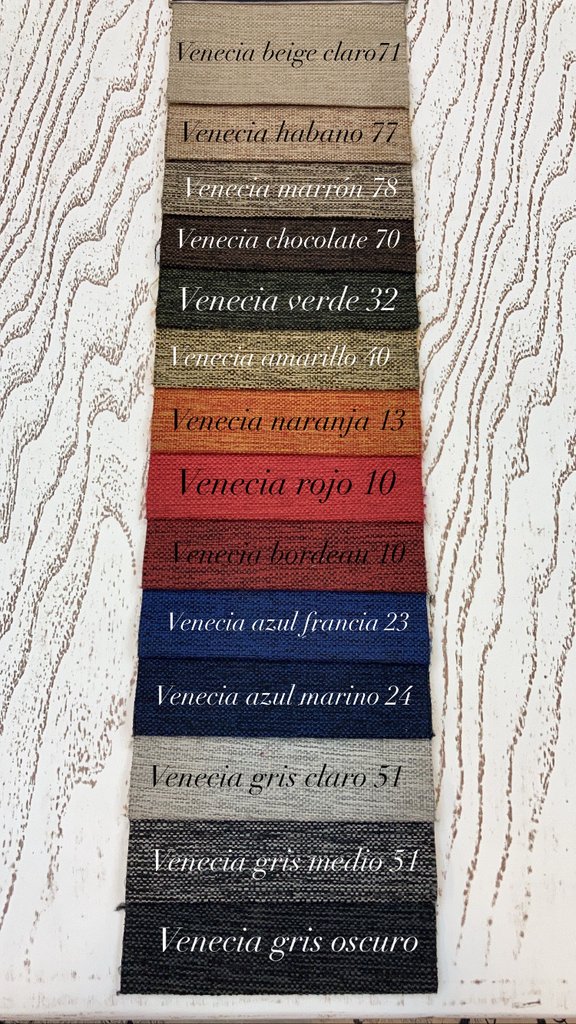 Venecia beige claro71
Venecia habano 77
Venecia marrón 78
Venecia chocolate 70
Venecia verde 32
Venecia amarillo 40
Venecia naranja 13
Venecia rojo 10
Venecia bordeau 10
Venecia azul francia 23
Venecia azul marino 24
Venecia gris claro 51
Venecia gris medio 51
Venecia gris oscuro